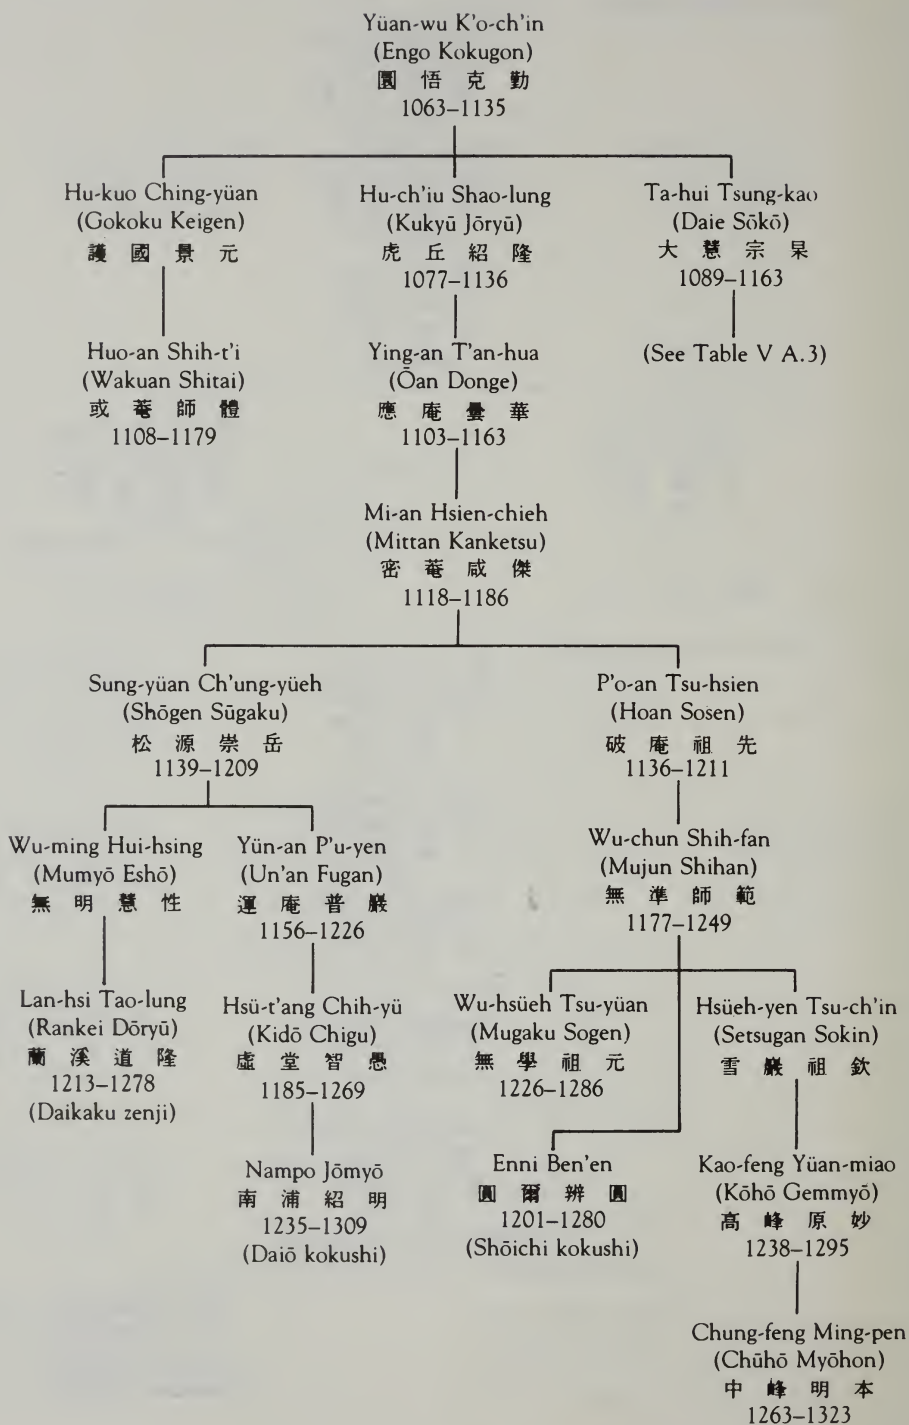 Yüan-wu K'o-ch'in
(Engo Kokugon)
圜悟克勤
1063–1135
Hu-kuo Ching-yüan
(Gokoku Keigen)
護國景元
Hu-ch'iu Shao-lung
(Kukyū Jōryū)
虎丘紹隆
1077–1136
Ta-hui Tsung-kao
(Daie Sōkō)
大慧宗杲
1089–1163
Huo-an Shih-t'i
(Wakuan Shitai)
或菴師體
1108–1179
Ying-an T'an-hua
(Ōan Donge)
應庵曇華
1103–1163
(See Table V A.3)
Mi-an Hsien-chieh
(Mittan Kanketsu)
密菴咸傑
1118–1186
Sung-yüan Ch'ung-yüeh
(Shōgen Sūgaku)
松源崇岳
1139–1209
P'o-an Tsu-hsien
(Hoan Sosen)
破庵祖先
1136–1211
Wu-ming Hui-hsing
(Mumyō Eshō)
無明慧性
Yün-an P'u-yen
(Un'an Fugan)
運庵普巖
1156–1226
Wu-chun Shih-fan
(Mujun Shihan)
無準師範
1177–1249
Lan-hsi Tao-lung
(Rankei Dōryū)
蘭溪道隆
1213–1278
(Daikaku zenji)
Hsü-t'ang Chih-yü
(Kidō Chigu)
虛堂智愚
1185–1269
Wu-hsüeh Tsu-yüan
(Mugaku Sogen)
無學祖元
1226–1286
Hsüeh-yen Tsu-ch'in
(Setsugan Sokin)
雪巖祖欽
Nampo Jōmyō
南浦紹明
1235–1309
(Daiō kokushi)
Enni Ben'en
圓爾辨圓
1201–1280
(Shōichi kokushi)
Kao-feng Yüan-miao
(Kōhō Gemmyō)
高峰原妙
1238–1295
Chung-feng Ming-pen
(Chūhō Myōhon)
中峰明本
1263–1323